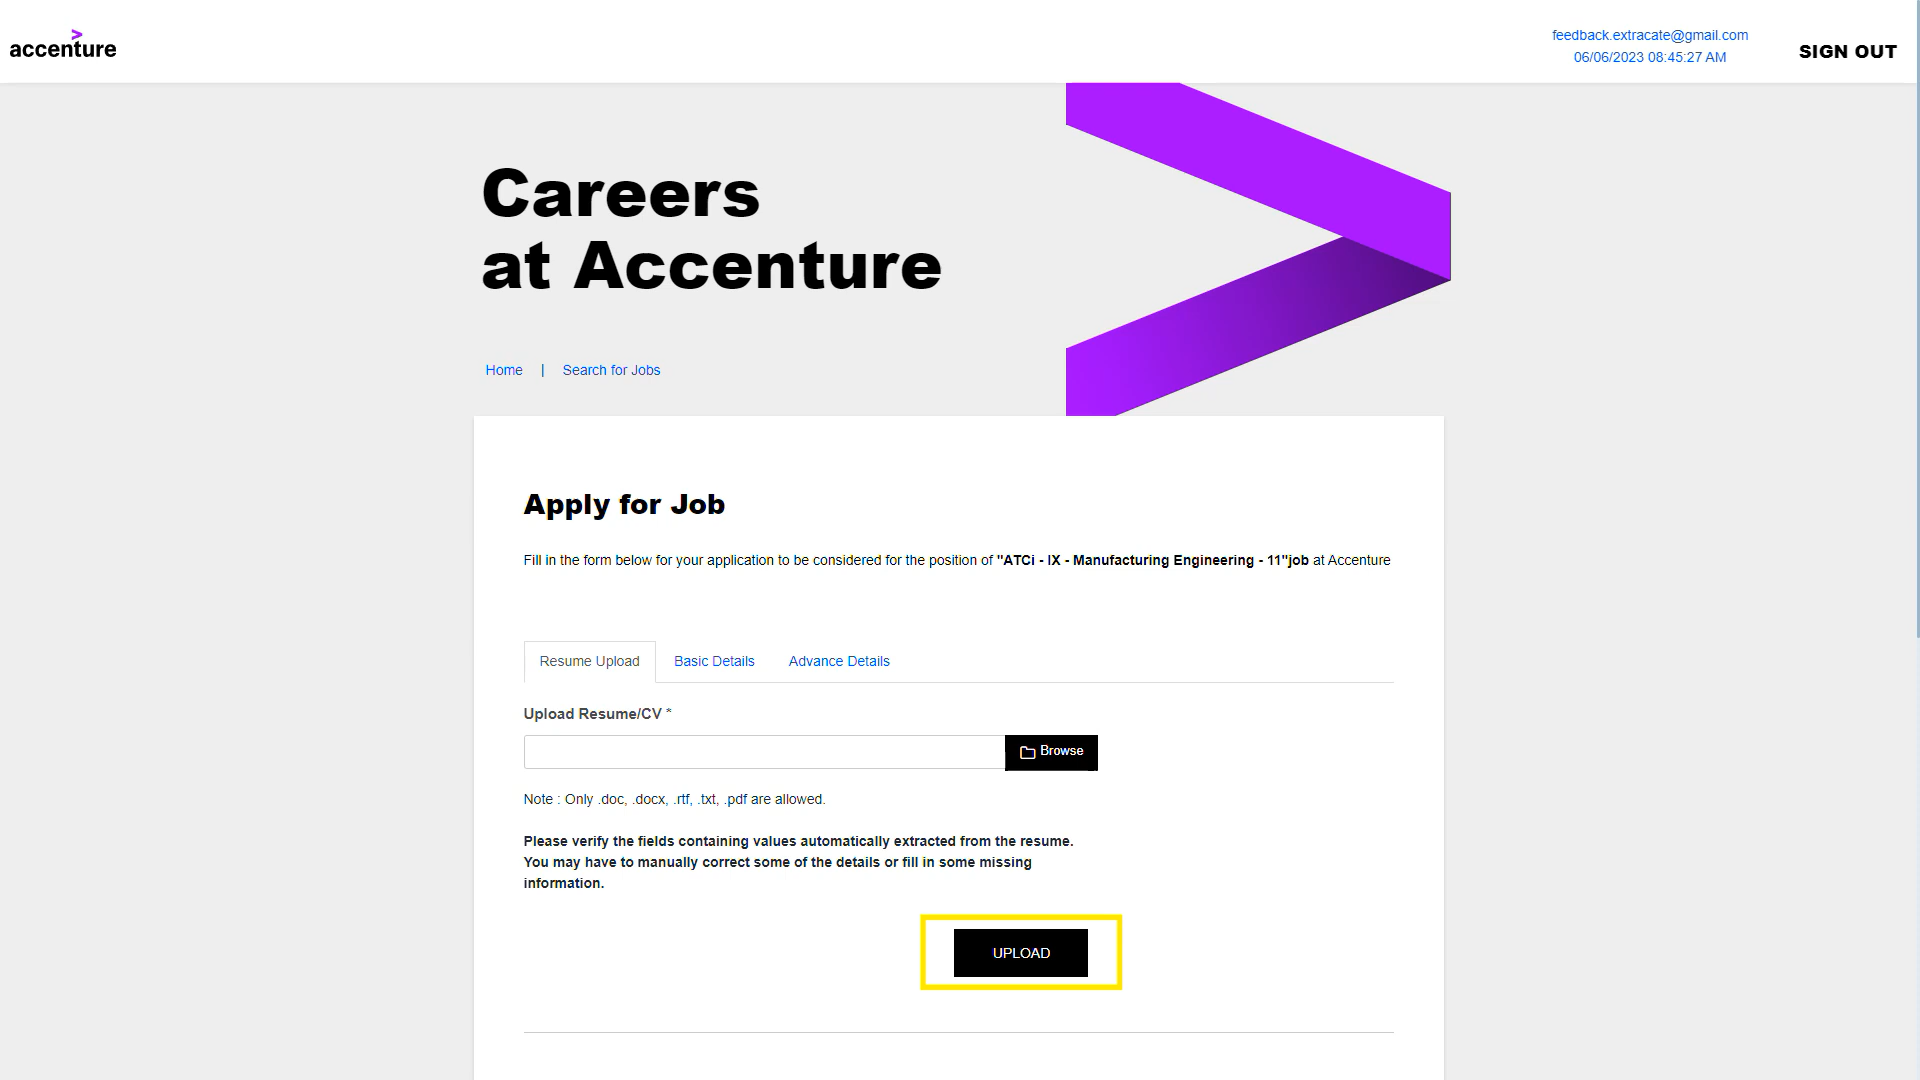 accenture
feedback.extracate@gmail.com
06/06/2023 08:45:27 AM
SIGN OUT
Careers
at Accenture
Home | Search for Jobs
Apply for Job
Fill in the form below for your application to be considered for the position of "ATCi - IX - Manufacturing Engineering - 11"job at Accenture
Resume Upload
Basic Details
Advance Details
Upload Resume/CV *
Browse
Note : Only .doc, .docx, .rtf, .txt, .pdf are allowed.
Please verify the fields containing values automatically extracted from the resume.
You may have to manually correct some of the details or fill in some missing
information.
UPLOAD